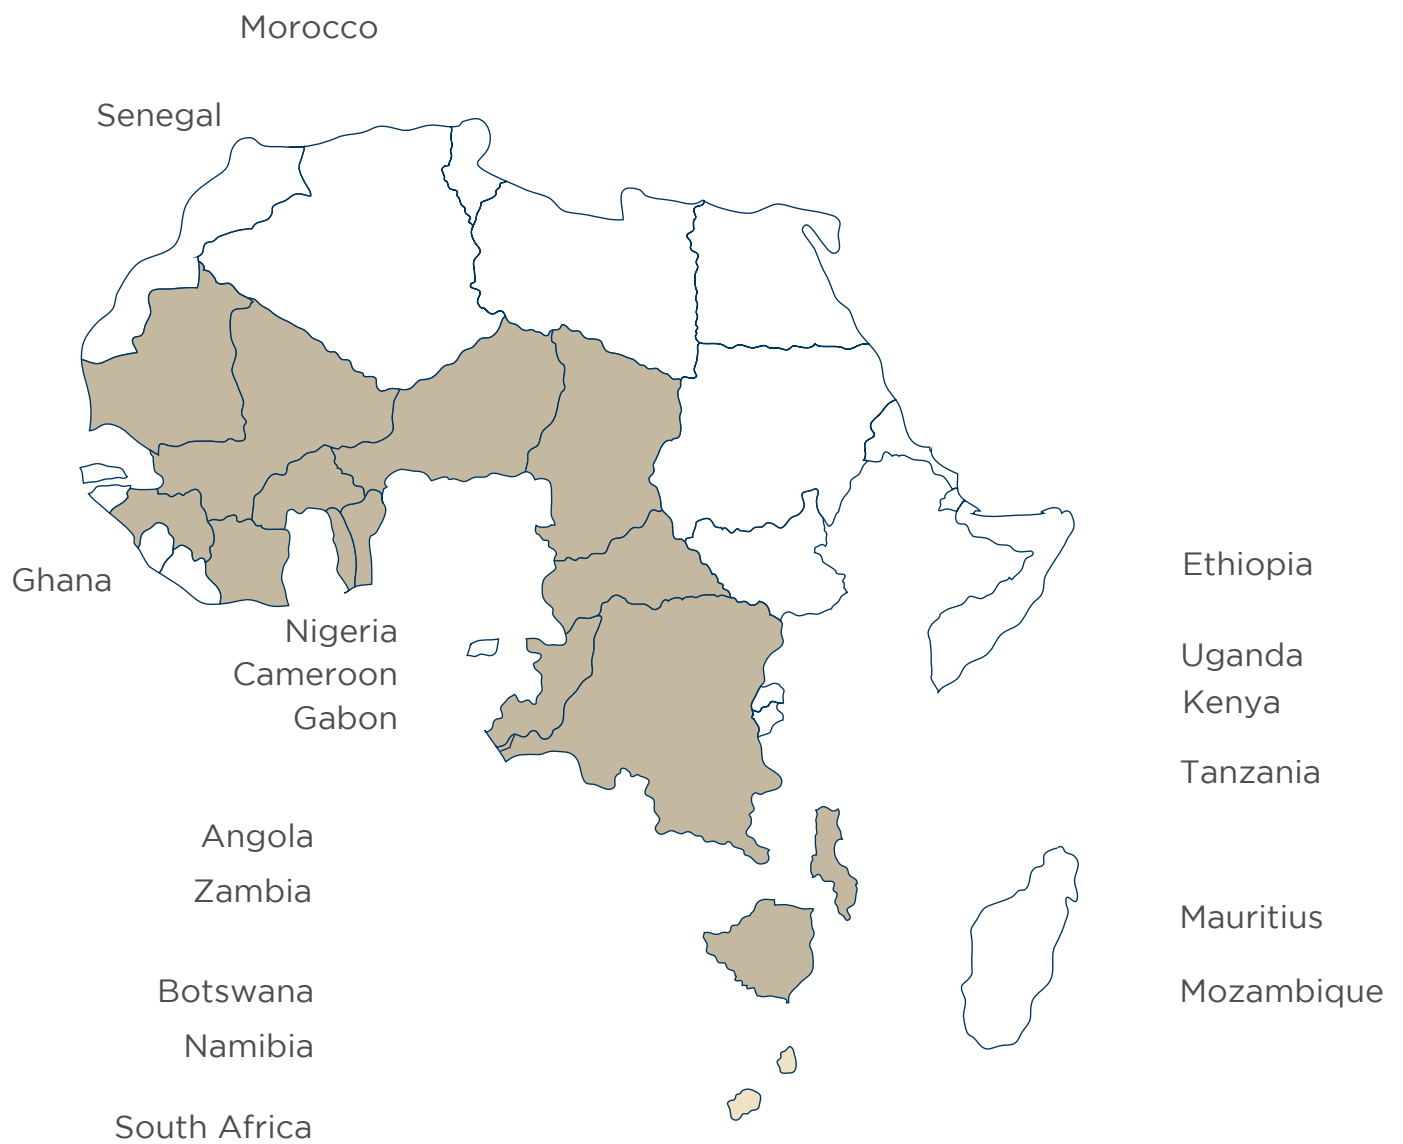 Morocco
Senegal
Ghana
Nigeria
Cameroon
Gabon
Angola
Zambia
Botswana
Namibia
South Africa
Ethiopia
Uganda
Kenya
Tanzania
Mauritius
Mozambique